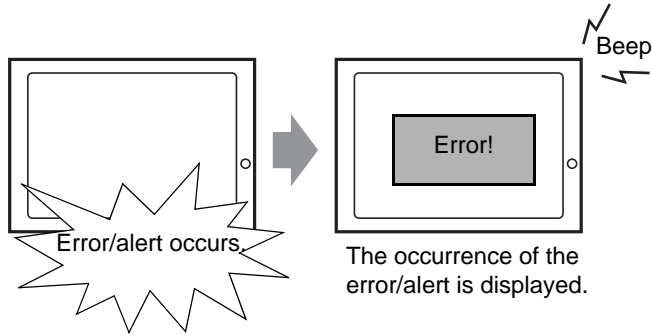 Error/alert occurs.
Beep
Error!
The occurrence of the
error/alert is displayed.